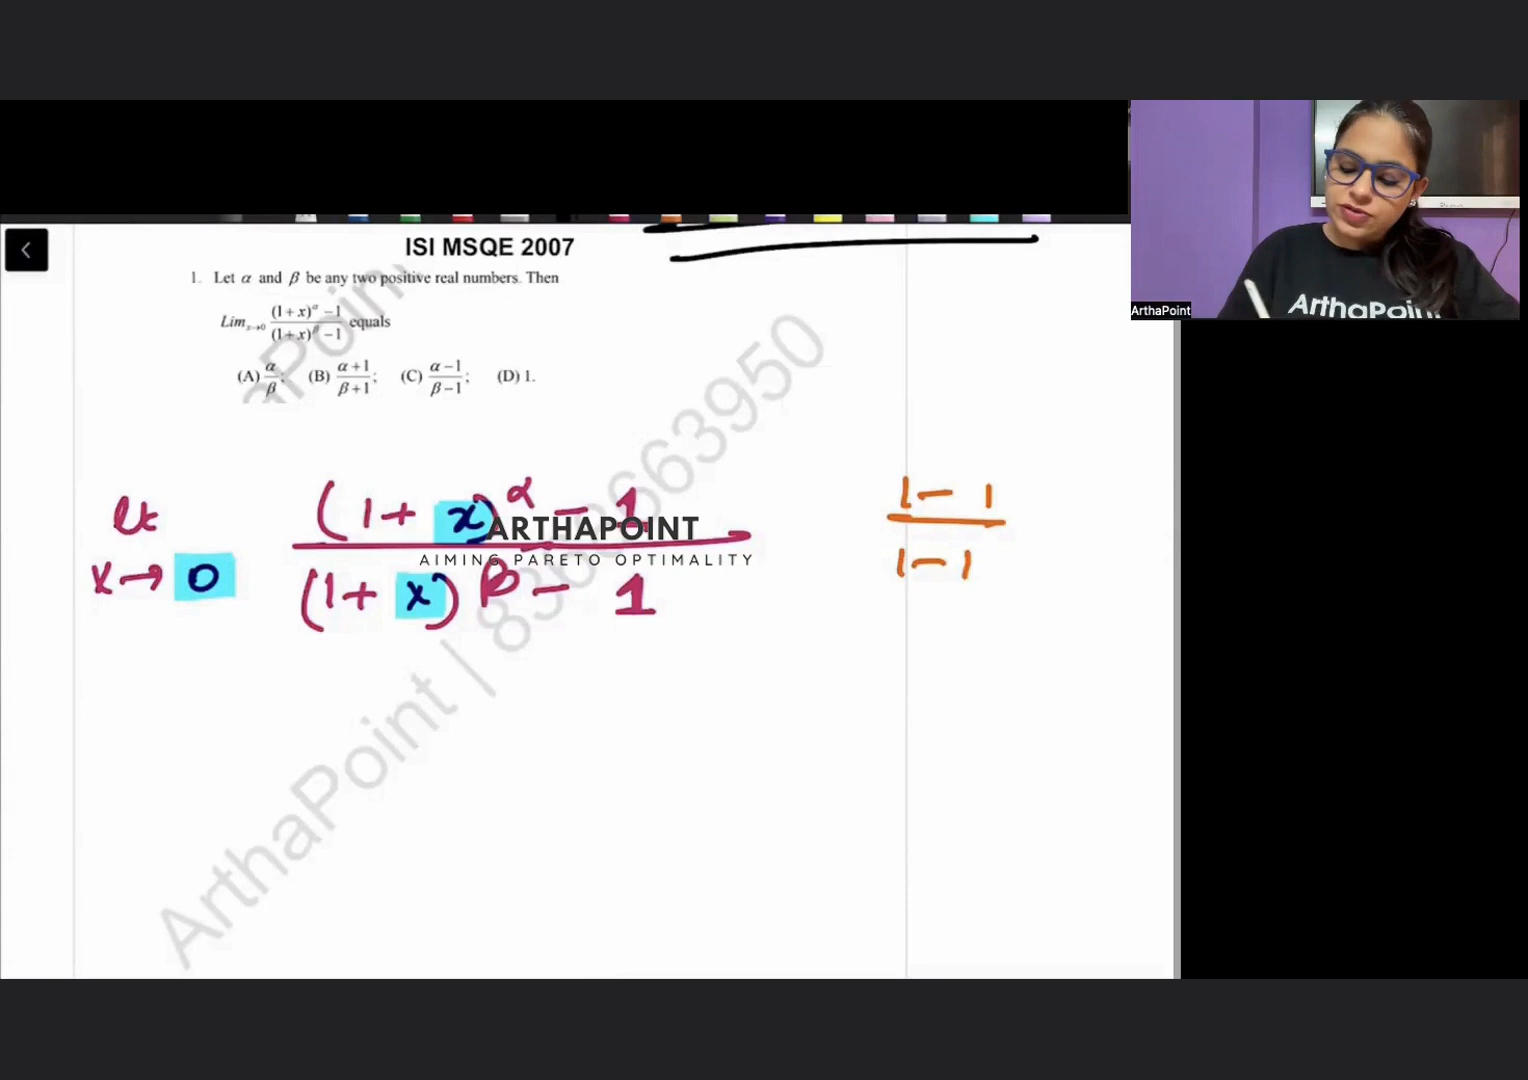 ISI MSQE 2007
1. Let α and β be any two positive real numbers. Then
Lim x→0 (1+x)^α −1 / (1+x)^β −1 equals
(A) α/β; (B) α+1/β+1; (C) α−1/β−1; (D) 1.
ArthaPoint
ArthaPoint
lt x→0 (1+x)^α − 1 / (1+x)^β − 1
1 − 1 / 1 − 1
ARTHAPOINT
AIMING PARETO OPTIMALITY
ArthaPoint |